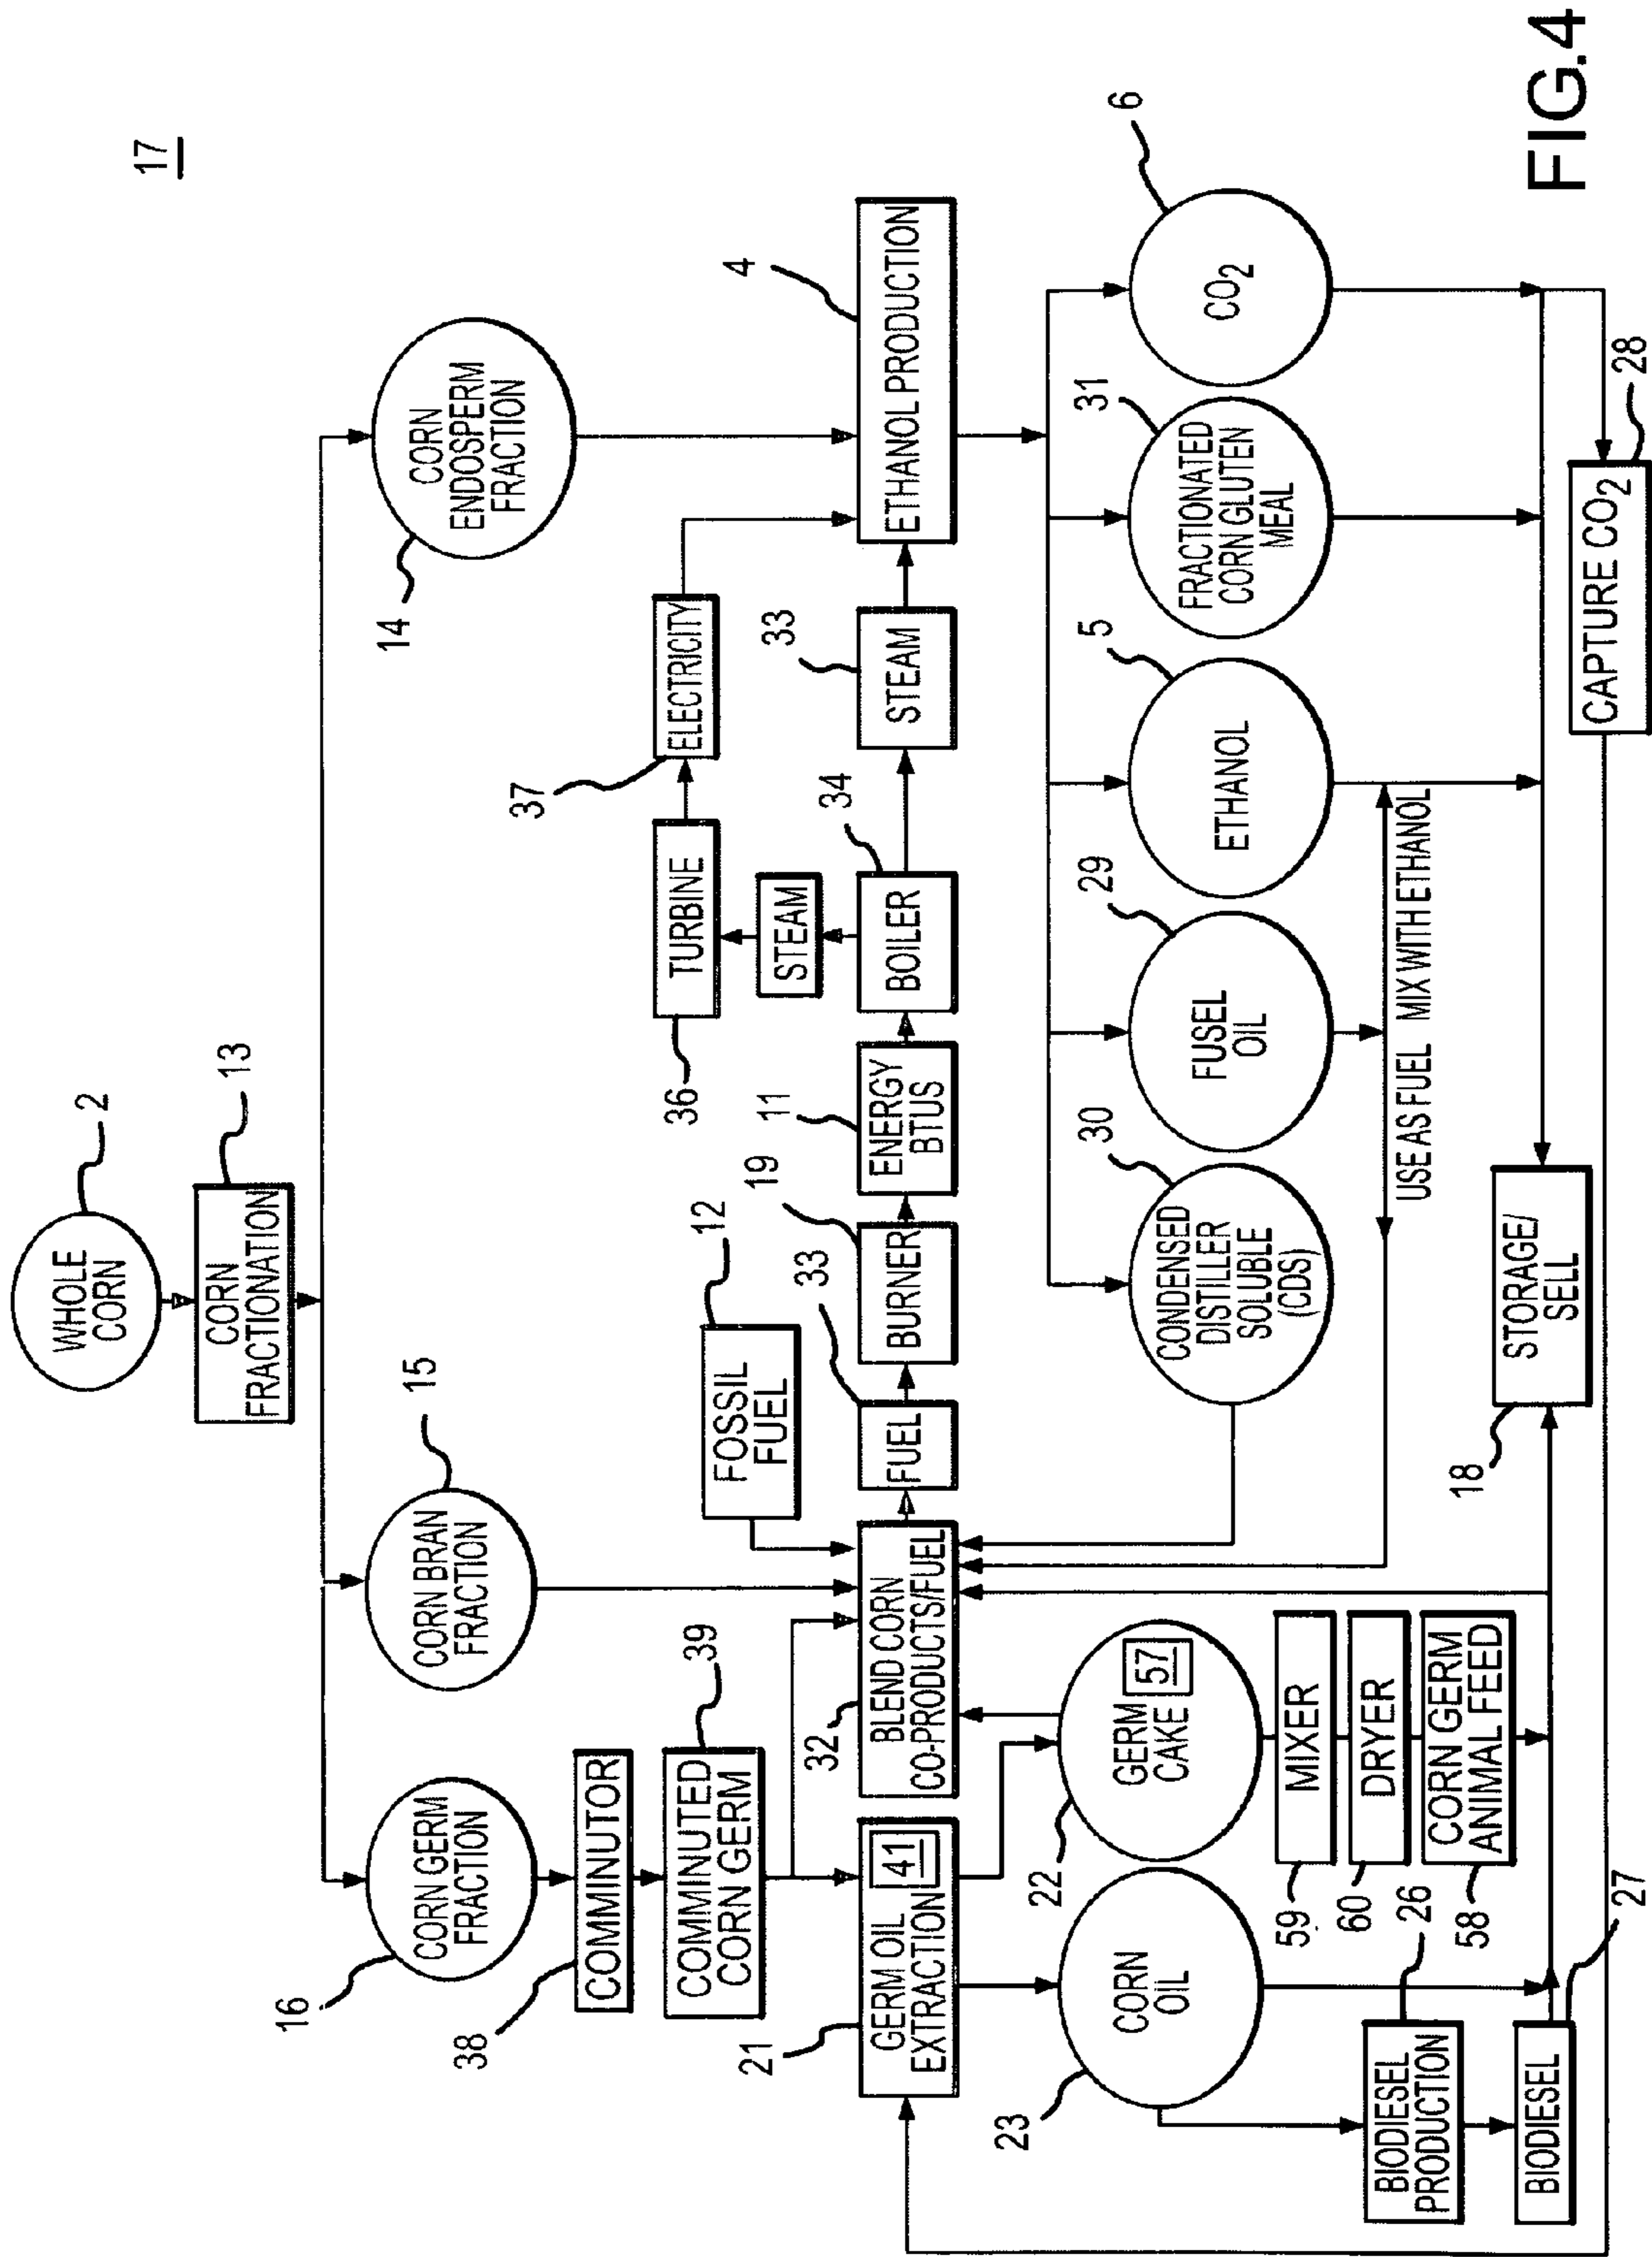 17
WHOLE
CORN
2
CORN
FRACTIONATION
13
16
CORN GERM
FRACTION
CORN BRAN
FRACTION
15
14
CORN
ENDOSPERM
FRACTION
38
COMMINUTOR
COMMINUTED
CORN GERM
39
FOSSIL
FUEL
12
36
TURBINE
37
ELECTRICITY
STEAM
21
GERM OIL
EXTRACTION
41
32
BLEND CORN
CO-PRODUCTS/FUEL
FUEL
33
BURNER
19
ENERGY
BTUS
11
BOILER
34
STEAM
33
ETHANOL PRODUCTION
4
23
CORN
OIL
22
GERM
CAKE
57
CONDENSED
DISTILLER
SOLUBLE
(CDS)
30
FUSEL
OIL
29
ETHANOL
5
FRACTIONATED
CORN GLUTEN
MEAL
31
CO2
6
59
MIXER
60
DRYER
58
CORN GERM
ANIMAL FEED
BIODIESEL
PRODUCTION
26
BIODIESEL
27
USE AS FUEL MIX WITH ETHANOL
18
STORAGE/
SELL
CAPTURE CO2
28
FIG.4